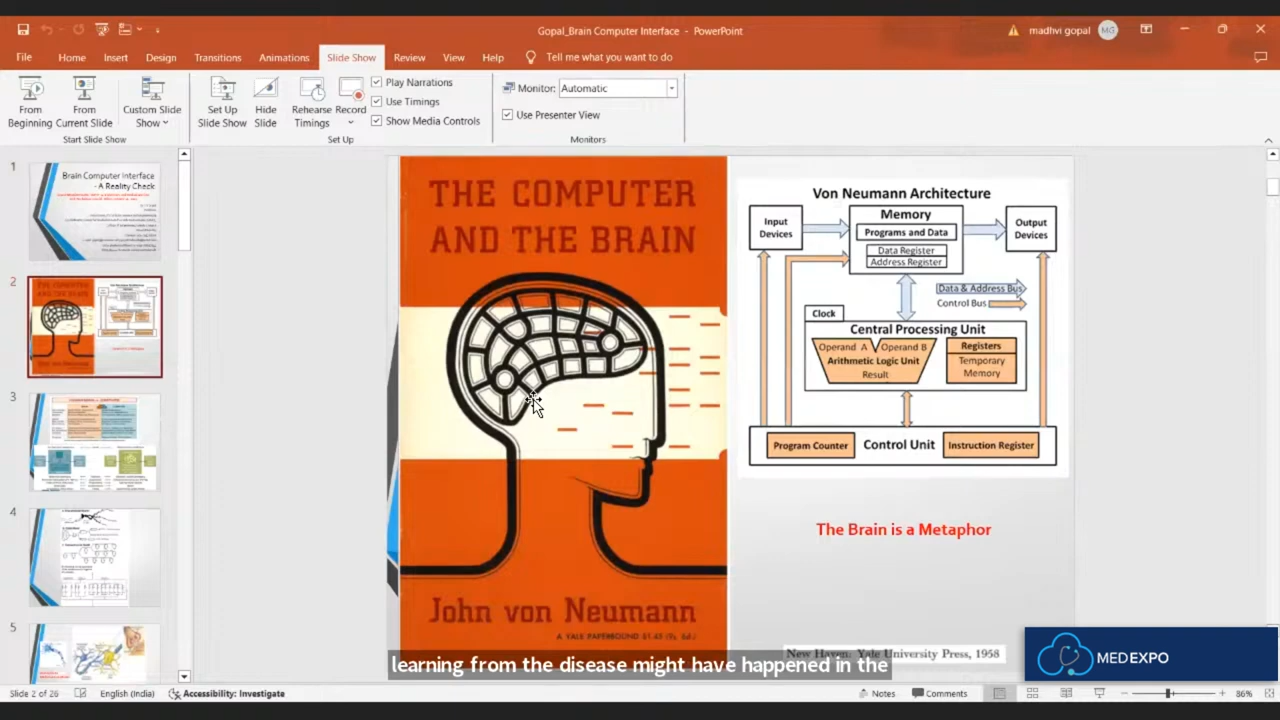 Gopal_Brain Computer Interface - PowerPoint
madhvi gopal
MG
File Home Insert Design Transitions Animations Slide Show Review View Help Tell me what you want to do
From Beginning
From Current Slide
Custom Slide Show
Start Slide Show
Set Up Slide Show
Hide Slide
Rehearse Timings
Record
Play Narrations
Use Timings
Show Media Controls
Set Up
Monitor: Automatic
Use Presenter View
Monitors
1
Brain Computer Interface
- A Reality Check
2
3
4
5
THE COMPUTER
AND THE BRAIN
John von Neumann
A YALE PAPERBOUND
Von Neumann Architecture
Input
Devices
Memory
Programs and Data
Data Register
Address Register
Output
Devices
Data & Address Bus
Control Bus
Clock
Central Processing Unit
Operand A Operand B
Arithmetic Logic Unit
Result
Registers
Temporary
Memory
Program Counter
Control Unit
Instruction Register
The Brain is a Metaphor
New Haven: Yale University Press, 1958
learning from the disease might have happened in the
MEDEXPO
Slide 2 of 26 English (India) Accessibility: Investigate Notes Comments 86%